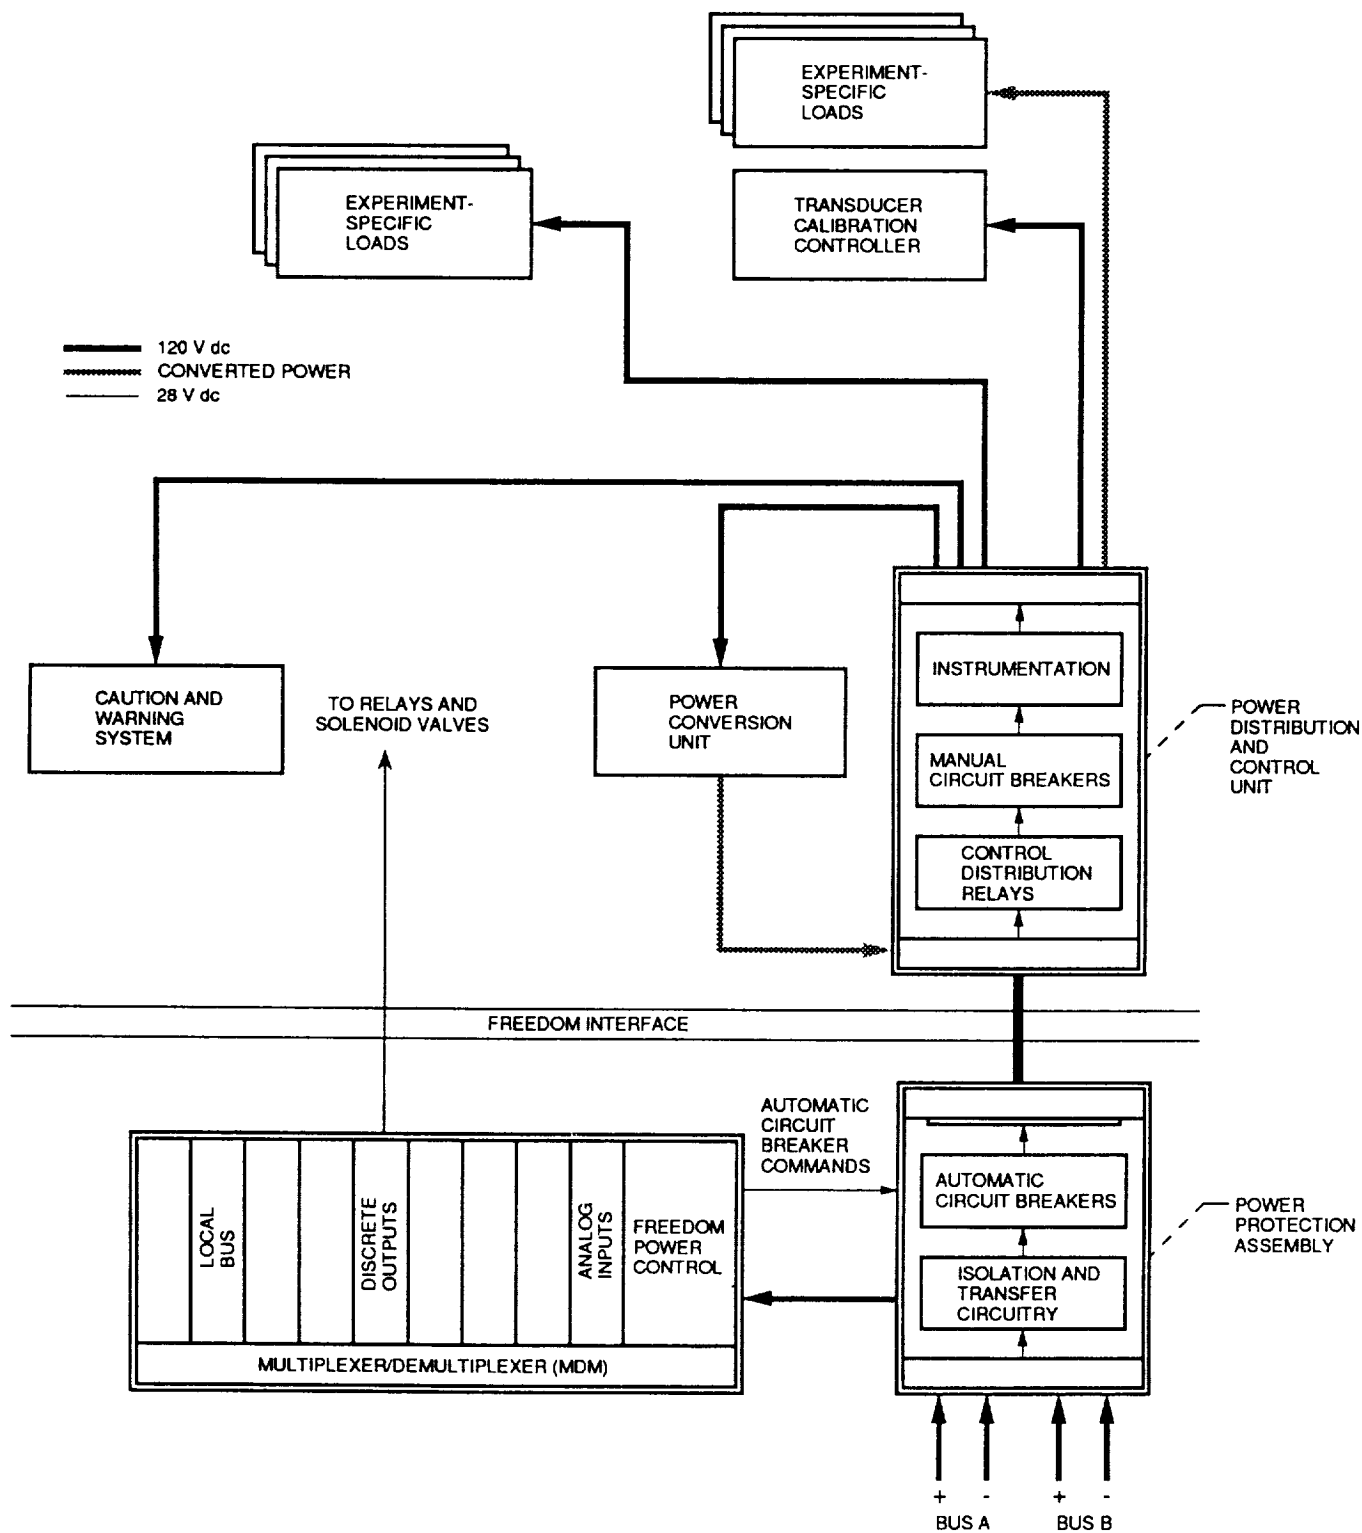 EXPERIMENT-
SPECIFIC
LOADS
EXPERIMENT-
SPECIFIC
LOADS
TRANSDUCER
CALIBRATION
CONTROLLER
120 V dc
CONVERTED POWER
28 V dc
CAUTION AND
WARNING
SYSTEM
TO RELAYS AND
SOLENOID VALVES
POWER
CONVERSION
UNIT
INSTRUMENTATION
MANUAL
CIRCUIT BREAKERS
CONTROL
DISTRIBUTION
RELAYS
POWER
DISTRIBUTION
AND
CONTROL
UNIT
FREEDOM INTERFACE
LOCAL
BUS
DISCRETE
OUTPUTS
ANALOG
INPUTS
FREEDOM
POWER
CONTROL
MULTIPLEXER/DEMULTIPLEXER (MDM)
AUTOMATIC
CIRCUIT
BREAKER
COMMANDS
AUTOMATIC
CIRCUIT BREAKERS
ISOLATION AND
TRANSFER
CIRCUITRY
POWER
PROTECTION
ASSEMBLY
+ - + -
BUS A BUS B